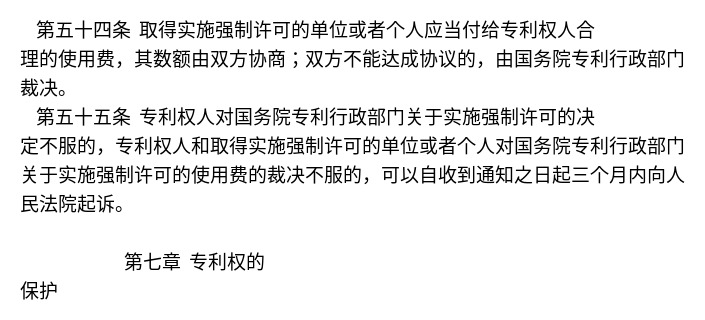 第五十四条 取得实施强制许可的单位或者个人应当付给专利权人合
理的使用费，其数额由双方协商；双方不能达成协议的，由国务院专利行政部门
裁决。
第五十五条 专利权人对国务院专利行政部门关于实施强制许可的决
定不服的，专利权人和取得实施强制许可的单位或者个人对国务院专利行政部门
关于实施强制许可的使用费的裁决不服的，可以自收到通知之日起三个月内向人
民法院起诉。
第七章 专利权的
保护